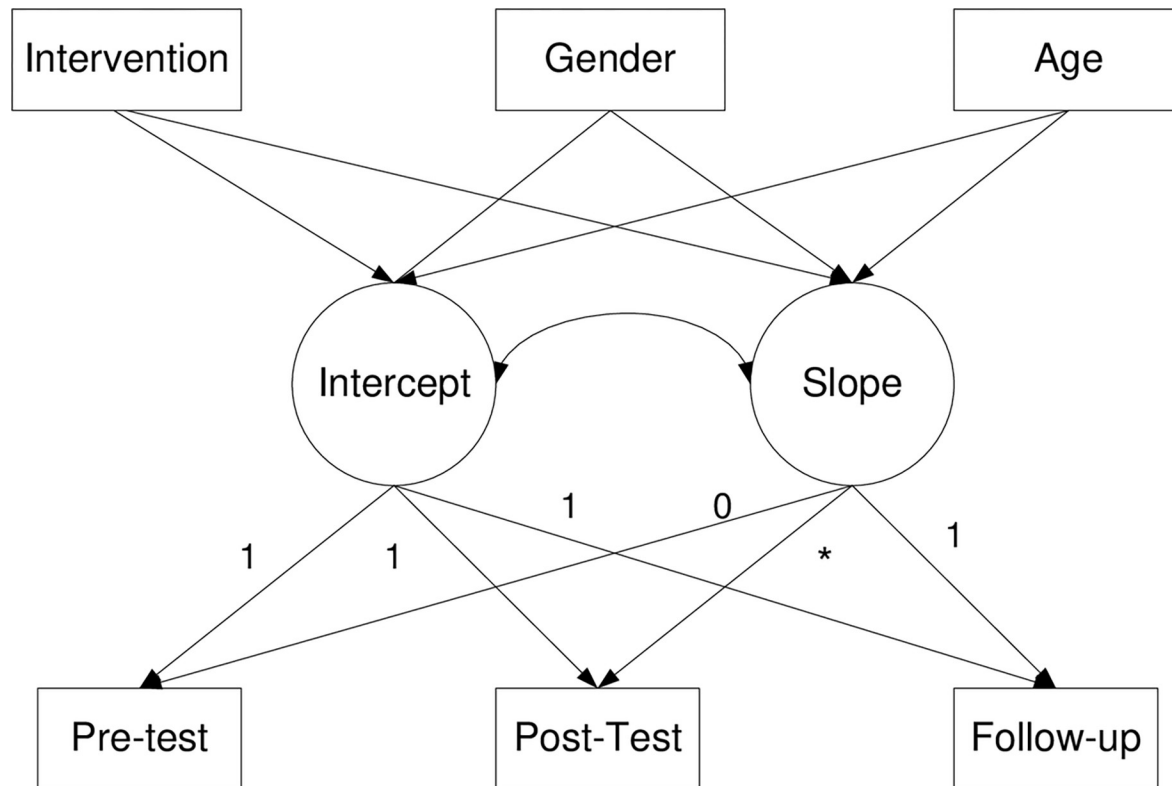 Intervention
Gender
Age
Intercept
Slope
1
0
1
1
1
*
Pre-test
Post-Test
Follow-up